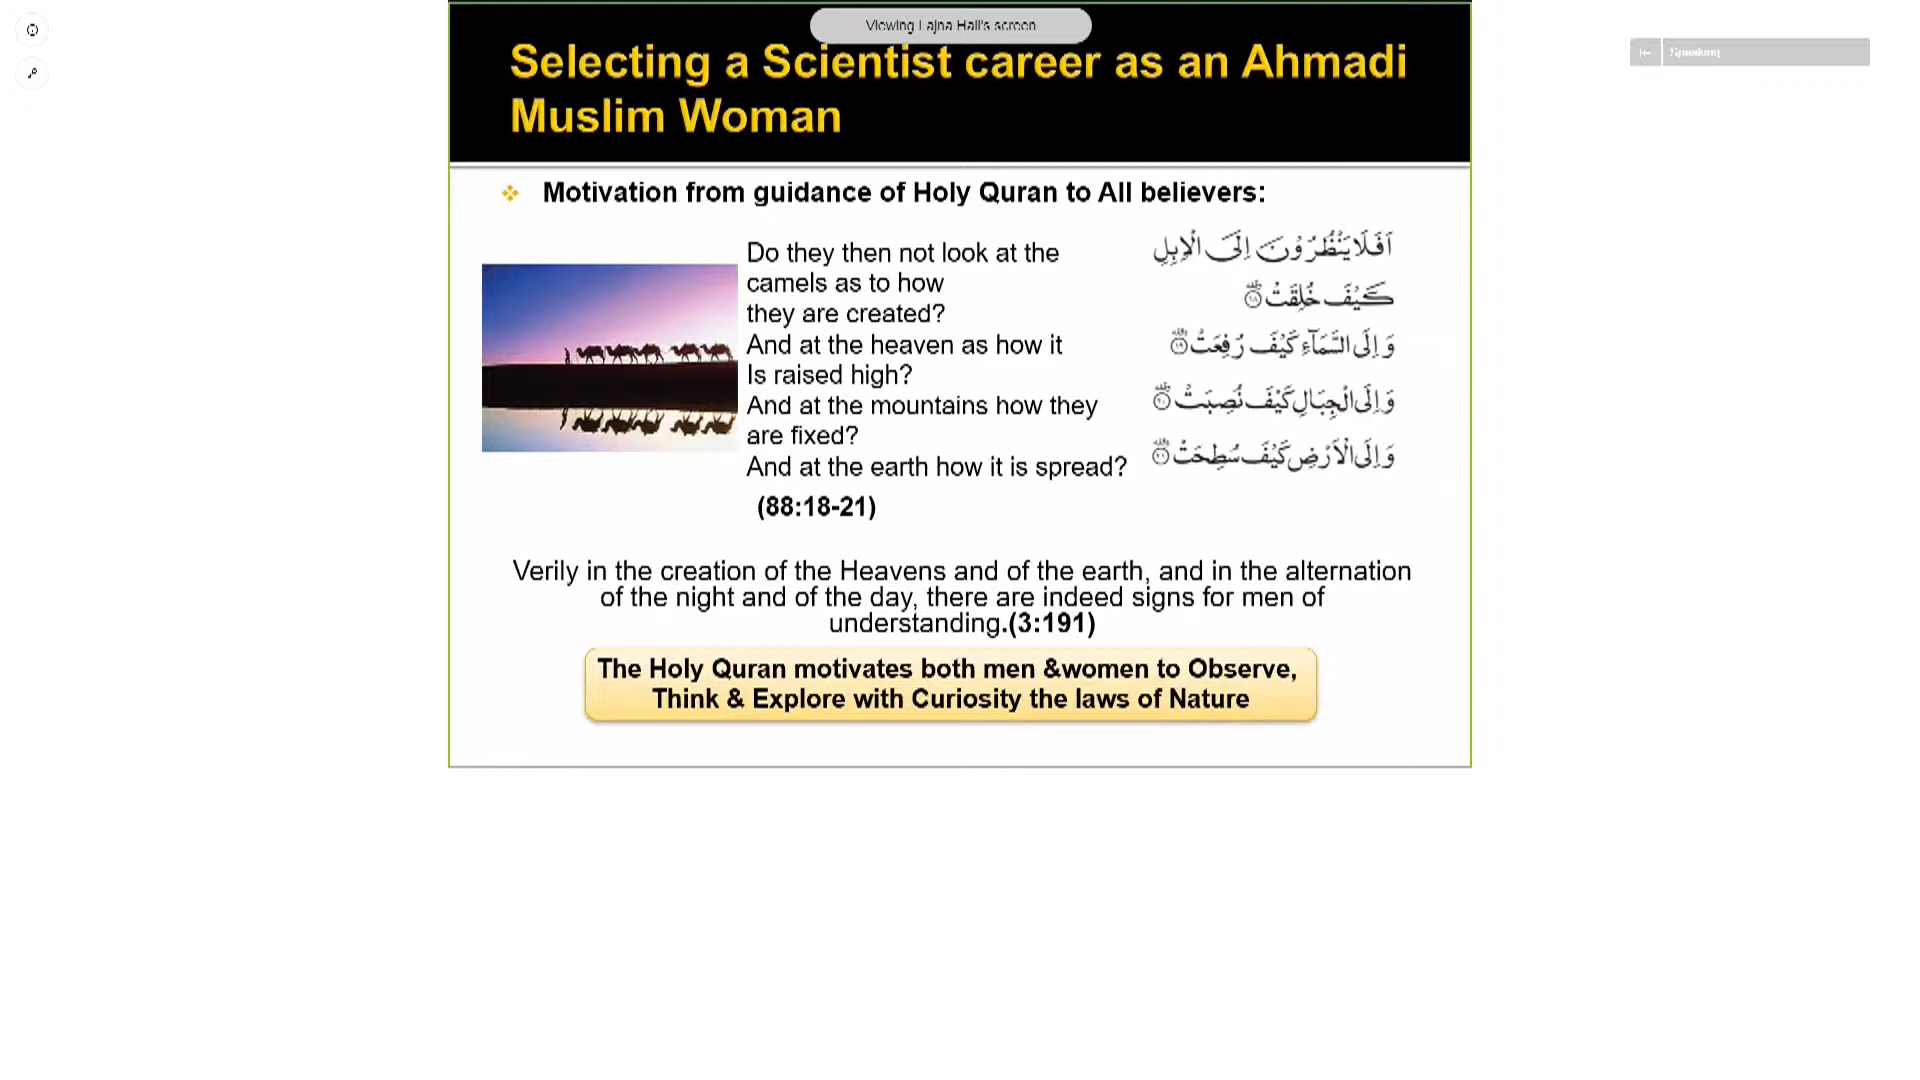 Viewing Lajna Hall's screen
Speaking
Selecting a Scientist career as an Ahmadi
Muslim Woman
Motivation from guidance of Holy Quran to All believers:
Do they then not look at the
camels as to how
they are created?
And at the heaven as how it
Is raised high?
And at the mountains how they
are fixed?
And at the earth how it is spread?
(88:18-21)
اَفَلَا يَنْظُرُوْنَ اِلَى الْاِبِلِ
كَيْفَ خُلِقَتْ ۱۸
وَ اِلَى السَّمَآءِ كَيْفَ رُفِعَتْ ۱۹
وَ اِلَى الْجِبَالِ كَيْفَ نُصِبَتْ ۲۰
وَ اِلَى الْاَرْضِ كَيْفَ سُطِحَتْ ۲۱
Verily in the creation of the Heavens and of the earth, and in the alternation
of the night and of the day, there are indeed signs for men of
understanding.(3:191)
The Holy Quran motivates both men &women to Observe,
Think & Explore with Curiosity the laws of Nature